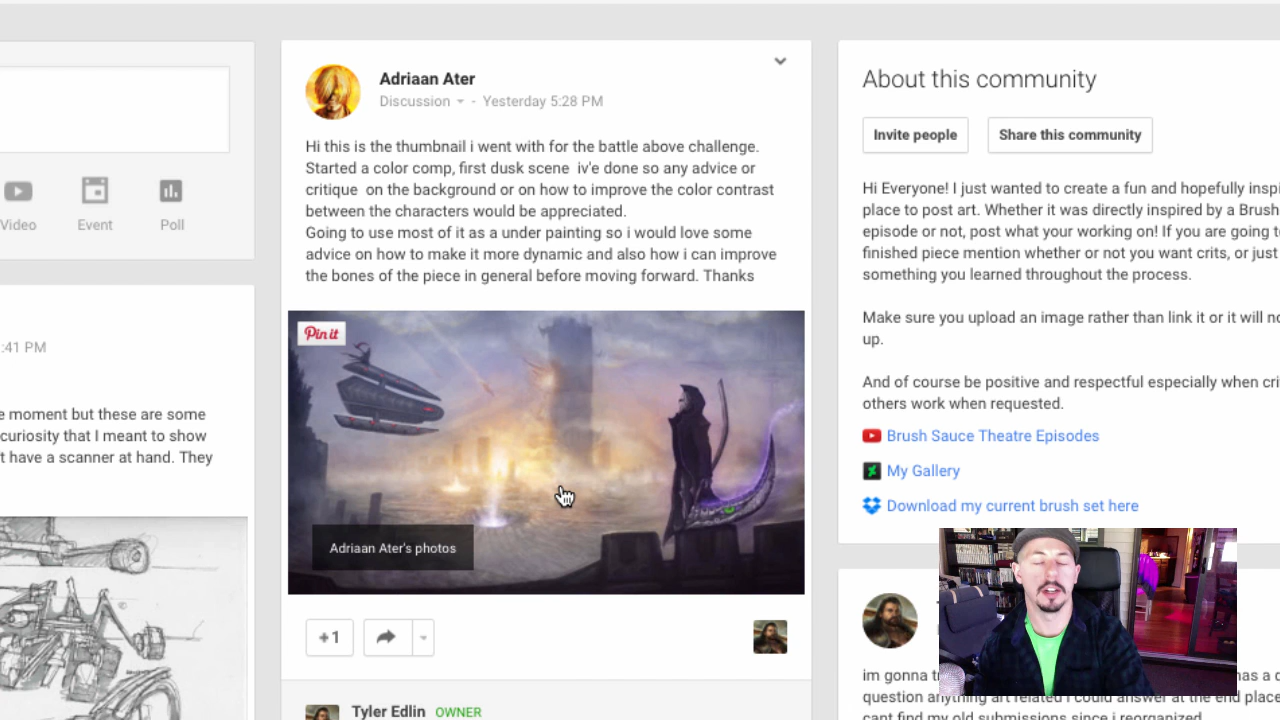 Video
Event
Poll
:41 PM
e moment but these are some
curiosity that I meant to show
t have a scanner at hand. They
Adriaan Ater
Discussion - Yesterday 5:28 PM
Hi this is the thumbnail i went with for the battle above challenge.
Started a color comp, first dusk scene iv'e done so any advice or
critique on the background or on how to improve the color contrast
between the characters would be appreciated.
Going to use most of it as a under painting so i would love some
advice on how to make it more dynamic and also how i can improve
the bones of the piece in general before moving forward. Thanks
Pin it
Adriaan Ater's photos
+1
Tyler Edlin OWNER
About this community
Invite people
Share this community
Hi Everyone! I just wanted to create a fun and hopefully inspi
place to post art. Whether it was directly inspired by a Brush
episode or not, post what your working on! If you are going to
finished piece mention whether or not you want crits, or just
something you learned throughout the process.
Make sure you upload an image rather than link it or it will no
up.
And of course be positive and respectful especially when cri
others work when requested.
Brush Sauce Theatre Episodes
My Gallery
Download my current brush set here
im gonna t
has a
question anything art related i could answer at the end place
cant find my old submissions since i reorganized